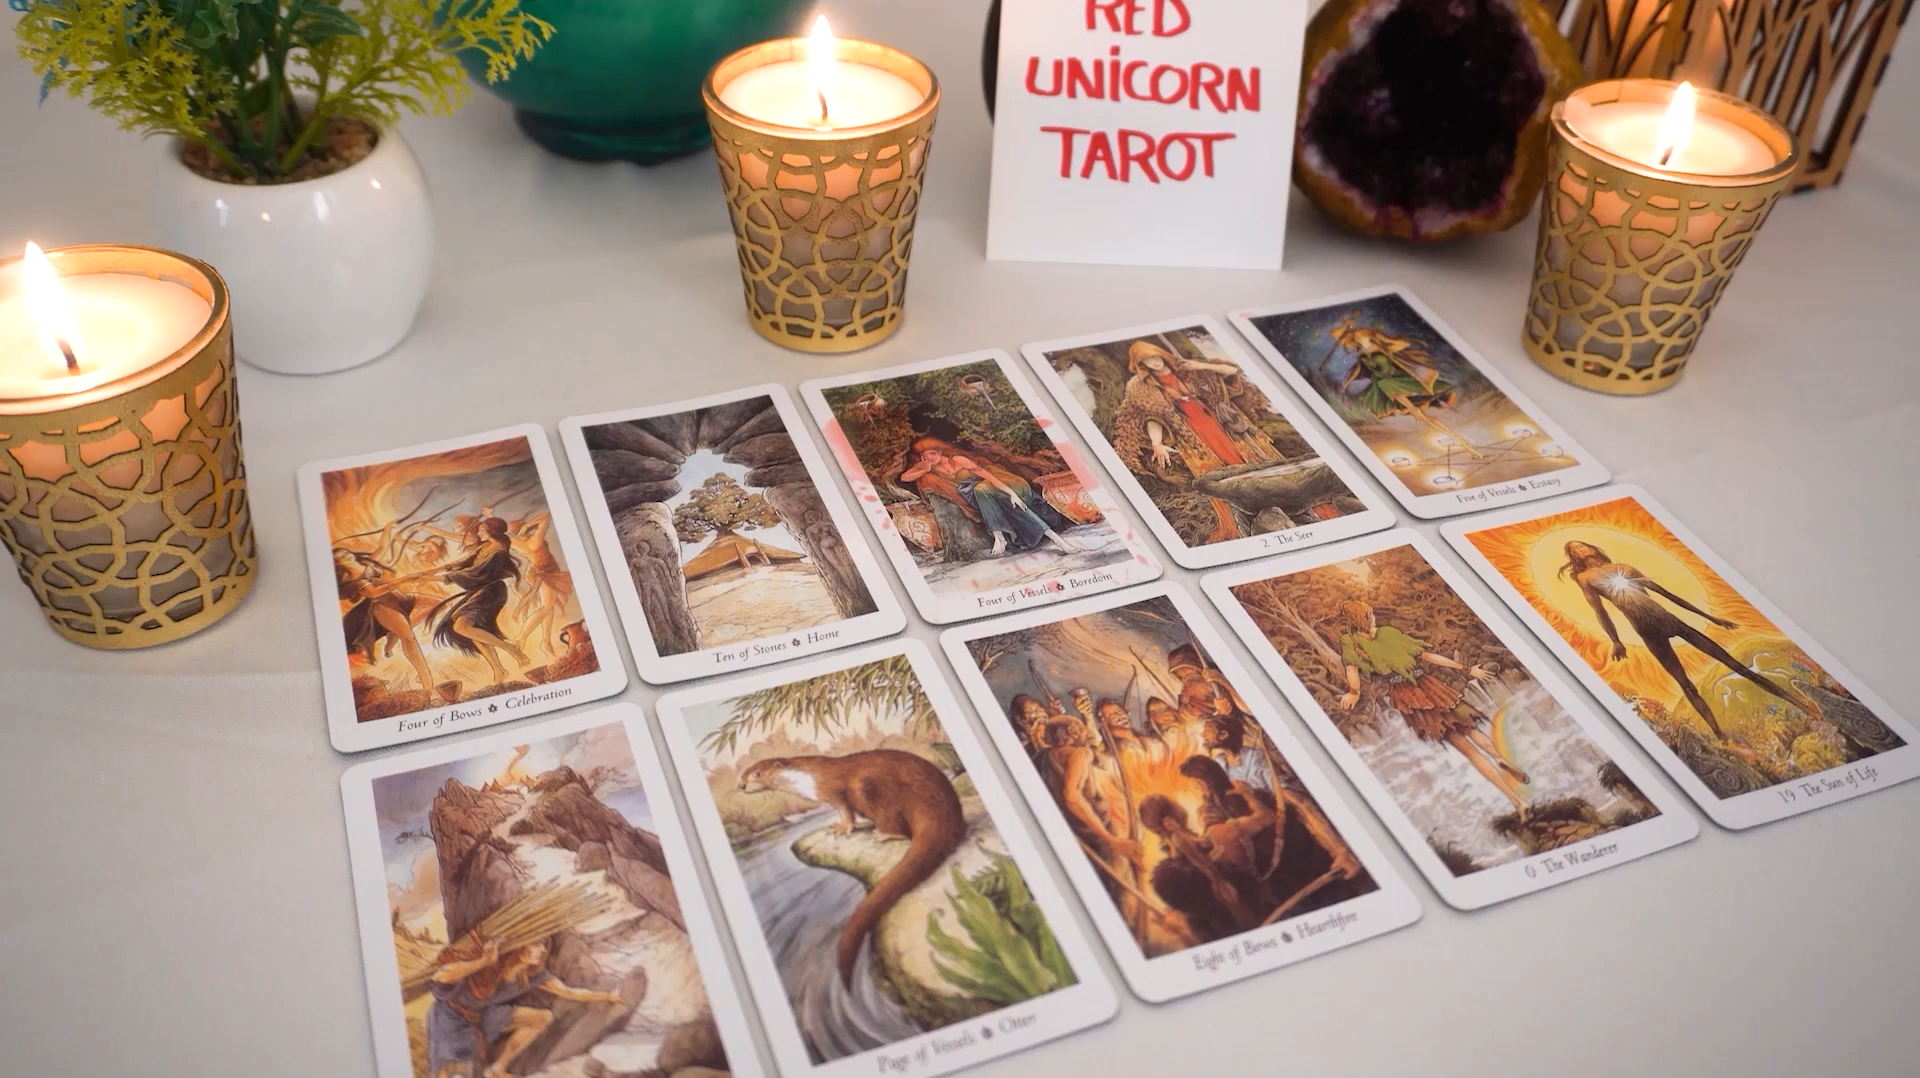 RED
UNICORN
TAROT
Four of Bows Celebration
Ten of Stones Home
Four of Vessels Boredom
2 The Seer
Five of Vessels Ecstasy
Page of Vessels Otter
Eight of Bows Hearthfire
0 The Wanderer
19 The Sun of Life